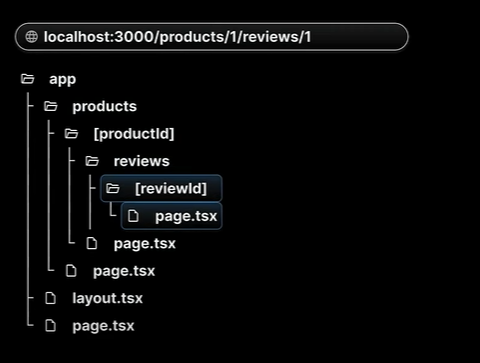 localhost:3000/products/1/reviews/1
app
products
[productId]
reviews
[reviewId]
page.tsx
page.tsx
page.tsx
layout.tsx
page.tsx